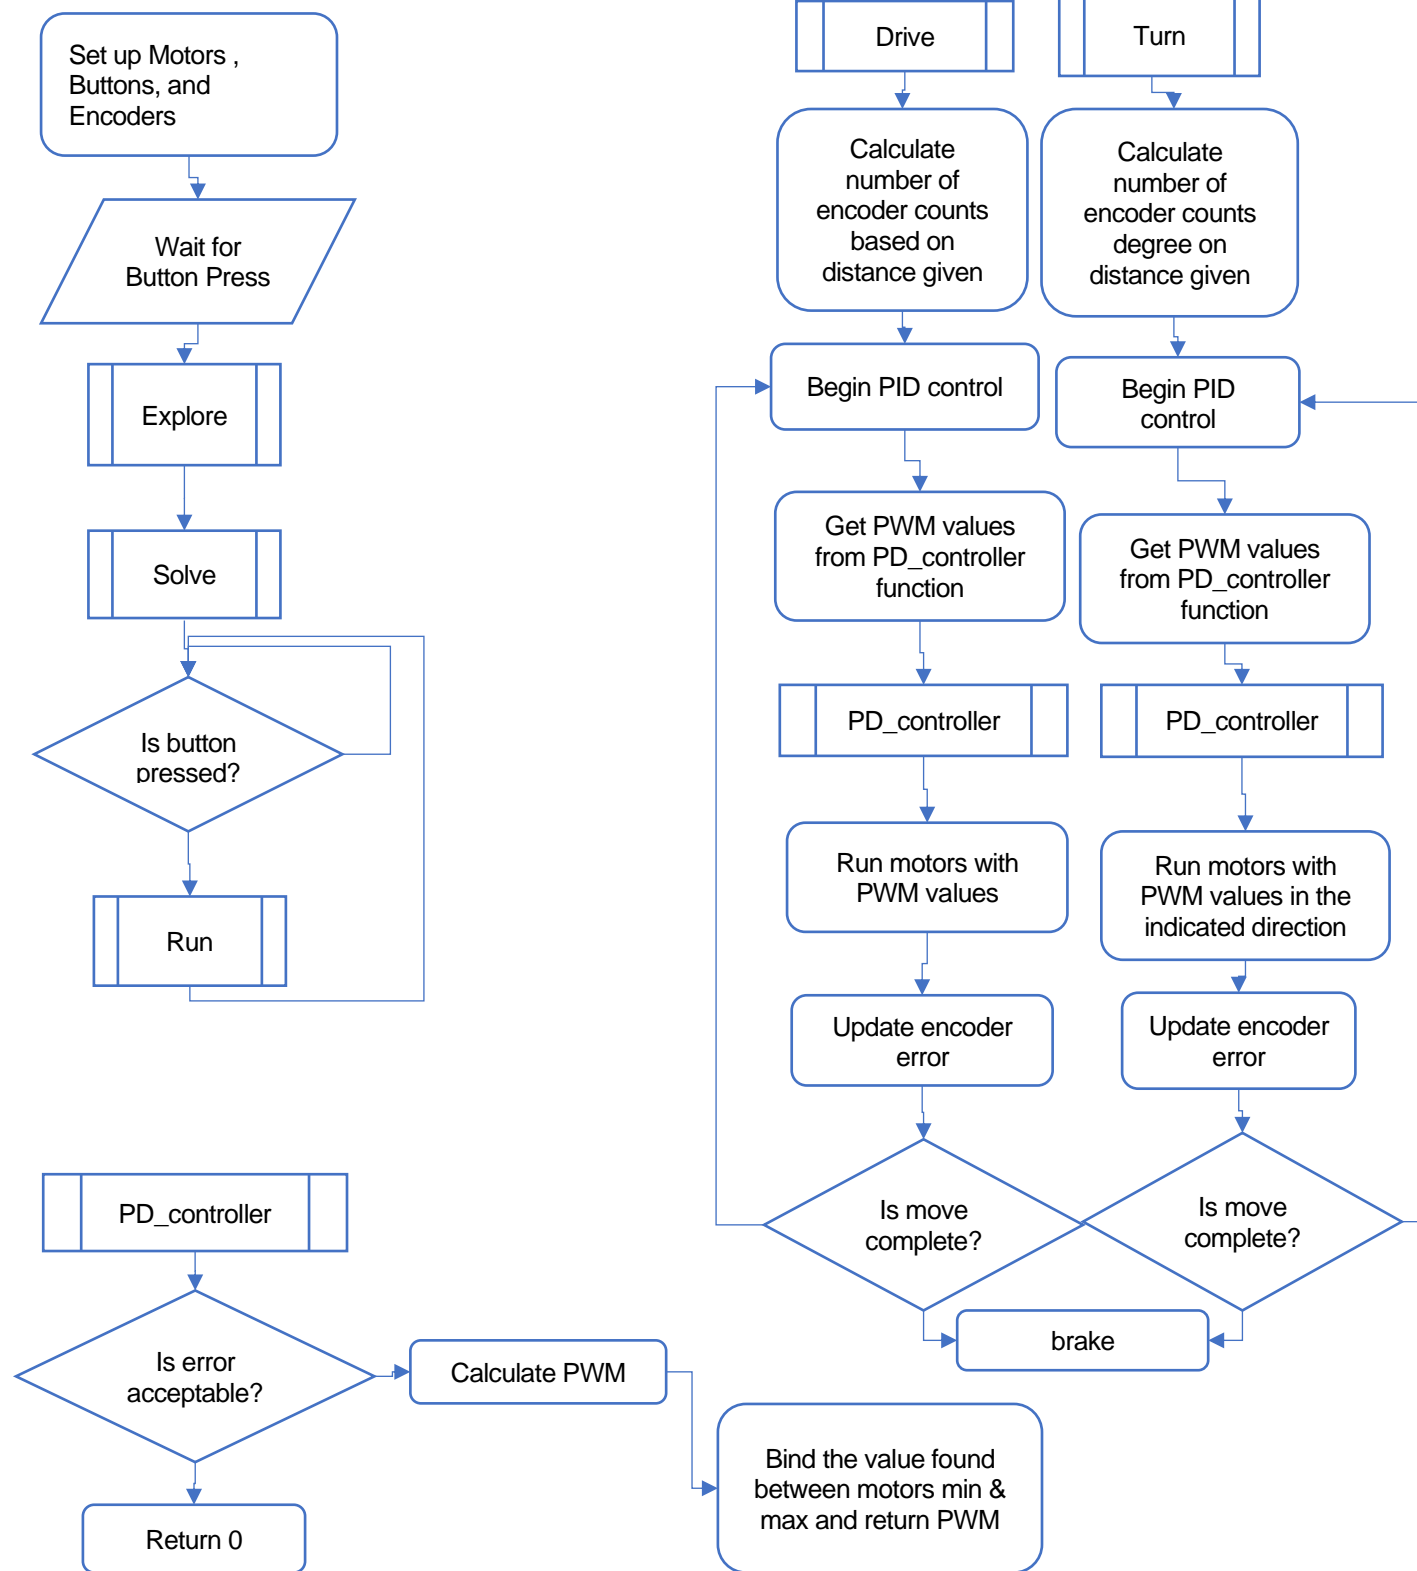 Set up Motors ,
Buttons, and
Encoders
Wait for
Button Press
Explore
Solve
Is button
pressed?
Run
Drive
Calculate
number of
encoder counts
based on
distance given
Begin PID control
Get PWM values
from PD_controller
function
PD_controller
Run motors with
PWM values
Update encoder
error
Is move
complete?
Turn
Calculate
number of
encoder counts
degree on
distance given
Begin PID
control
Get PWM values
from PD_controller
function
PD_controller
Run motors with
PWM values in the
indicated direction
Update encoder
error
Is move
complete?
brake
PD_controller
Is error
acceptable?
Calculate PWM
Bind the value found
between motors min &
max and return PWM
Return 0